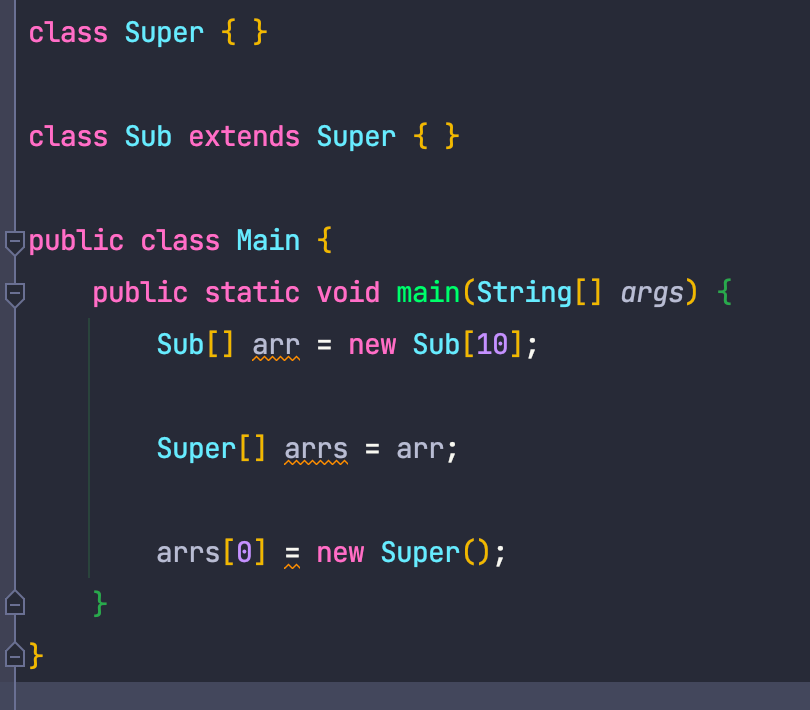 class Super { }
class Sub extends Super { }
public class Main {
public static void main(String[] args) {
Sub[] arr = new Sub[10];
Super[] arrs = arr;
arrs[0] = new Super();
}
}